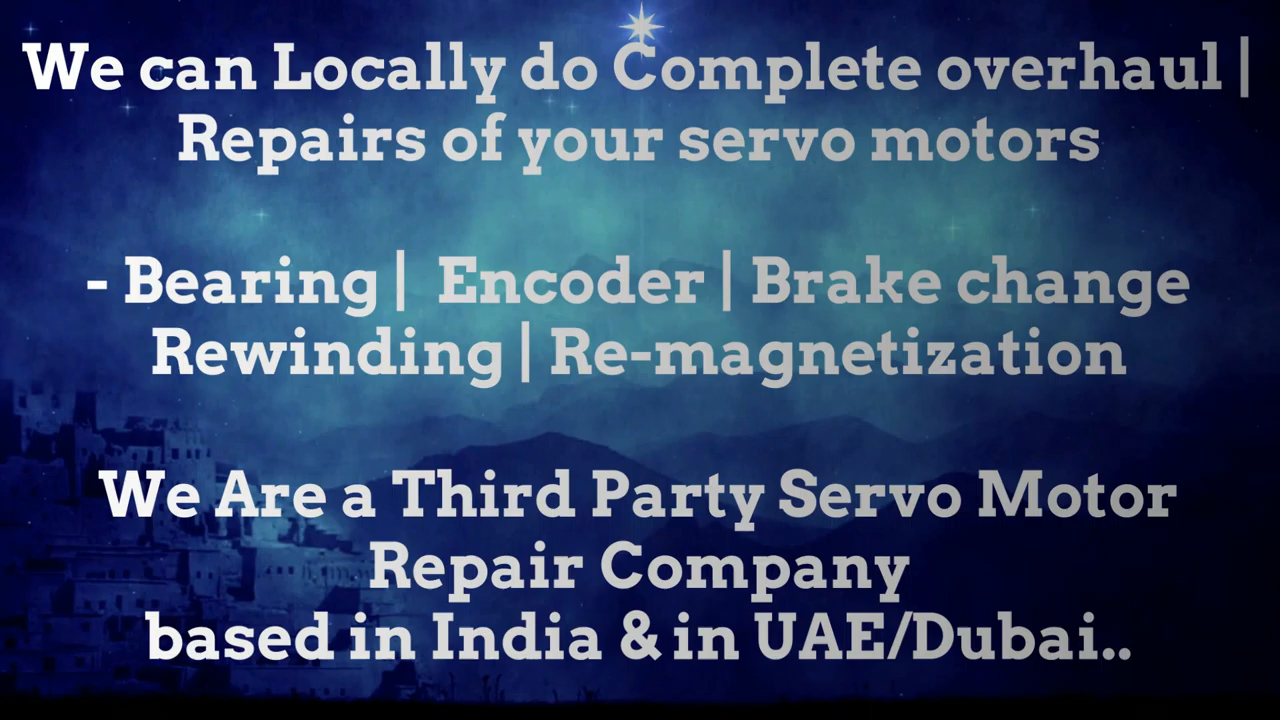 We can Locally do Complete overhaul |
Repairs of your servo motors
- Bearing | Encoder | Brake change
Rewinding | Re-magnetization
We Are a Third Party Servo Motor
Repair Company
based in India & in UAE/Dubai..